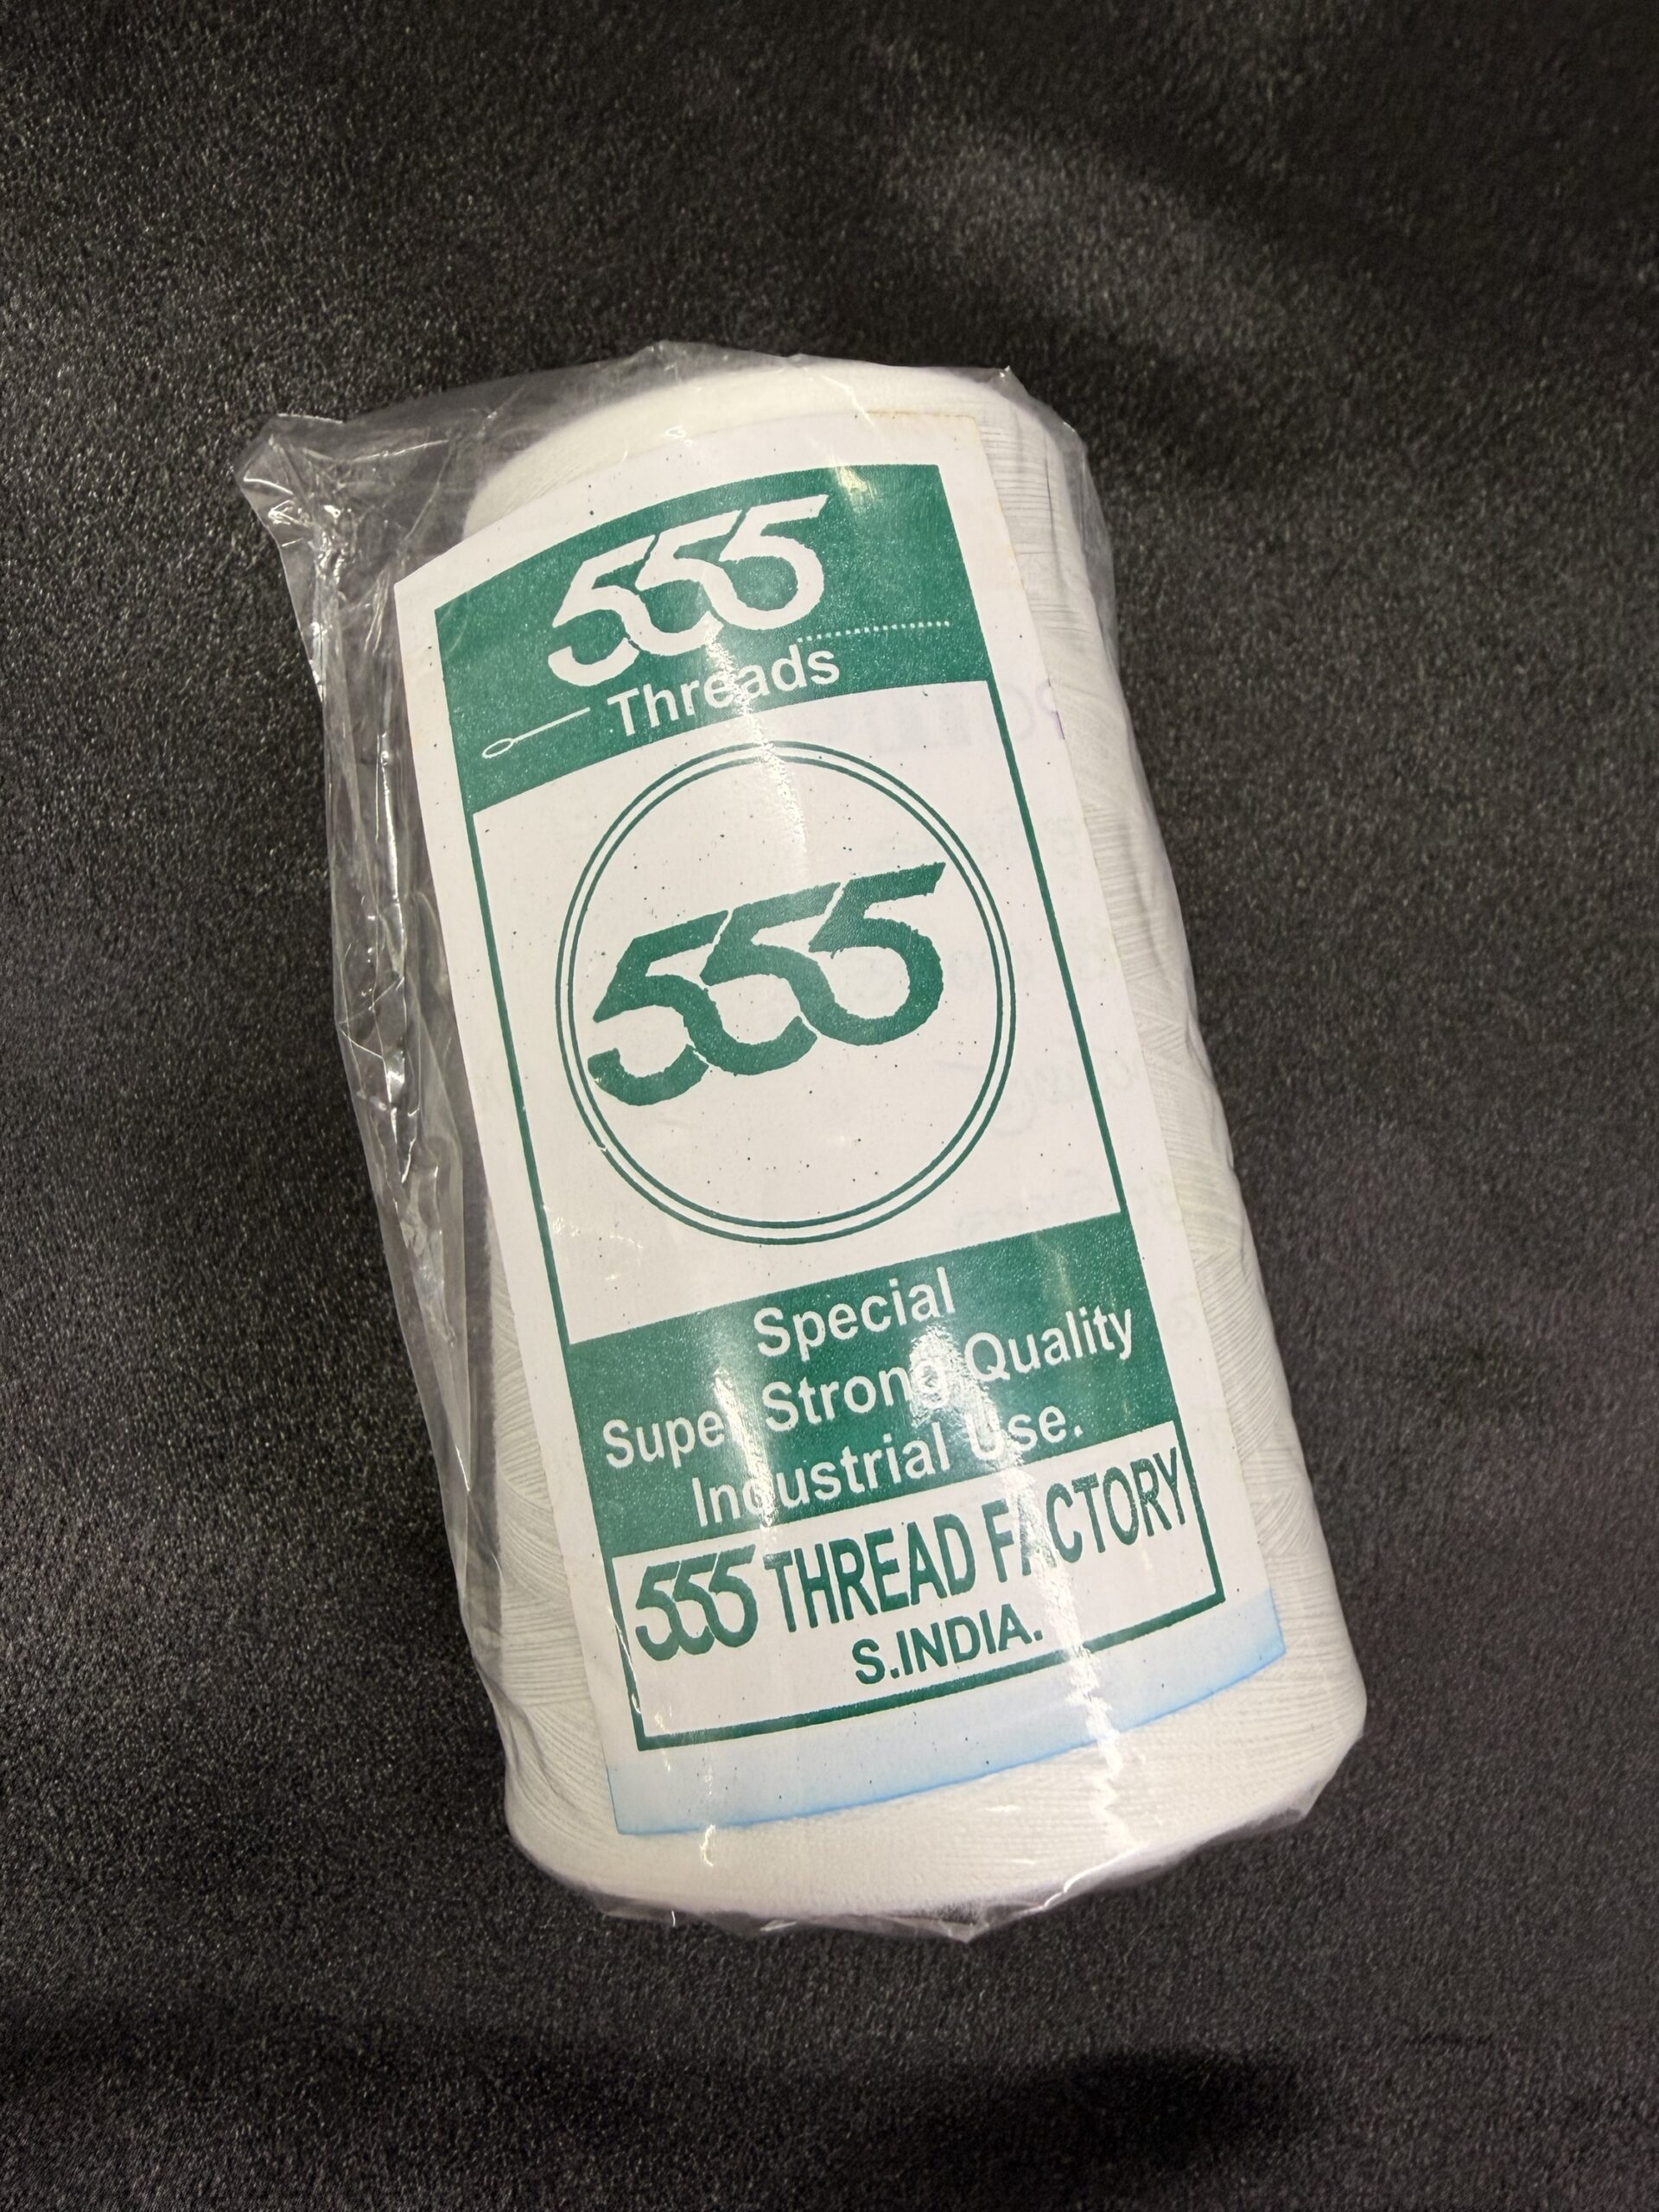 555
Threads
555
Special
Super Strong Quality
Industrial Use.
555 THREAD FACTORY
S.INDIA.